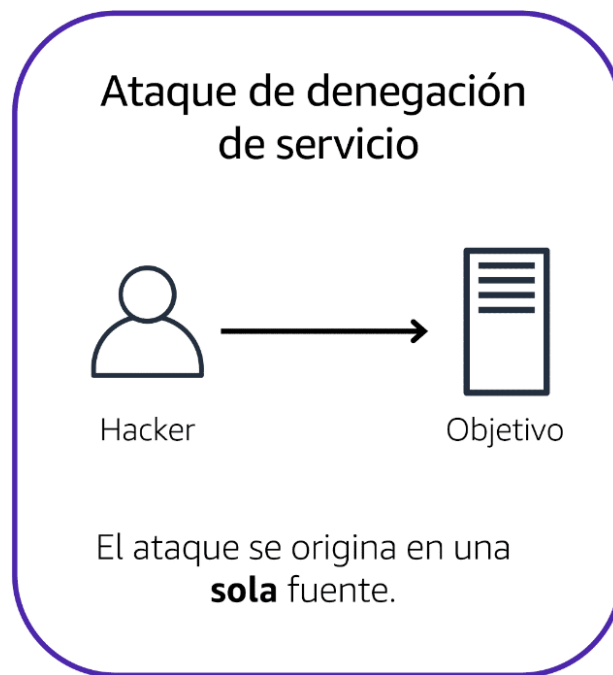 Ataque de denegación
de servicio
Hacker
Objetivo
El ataque se origina en una
sola fuente.